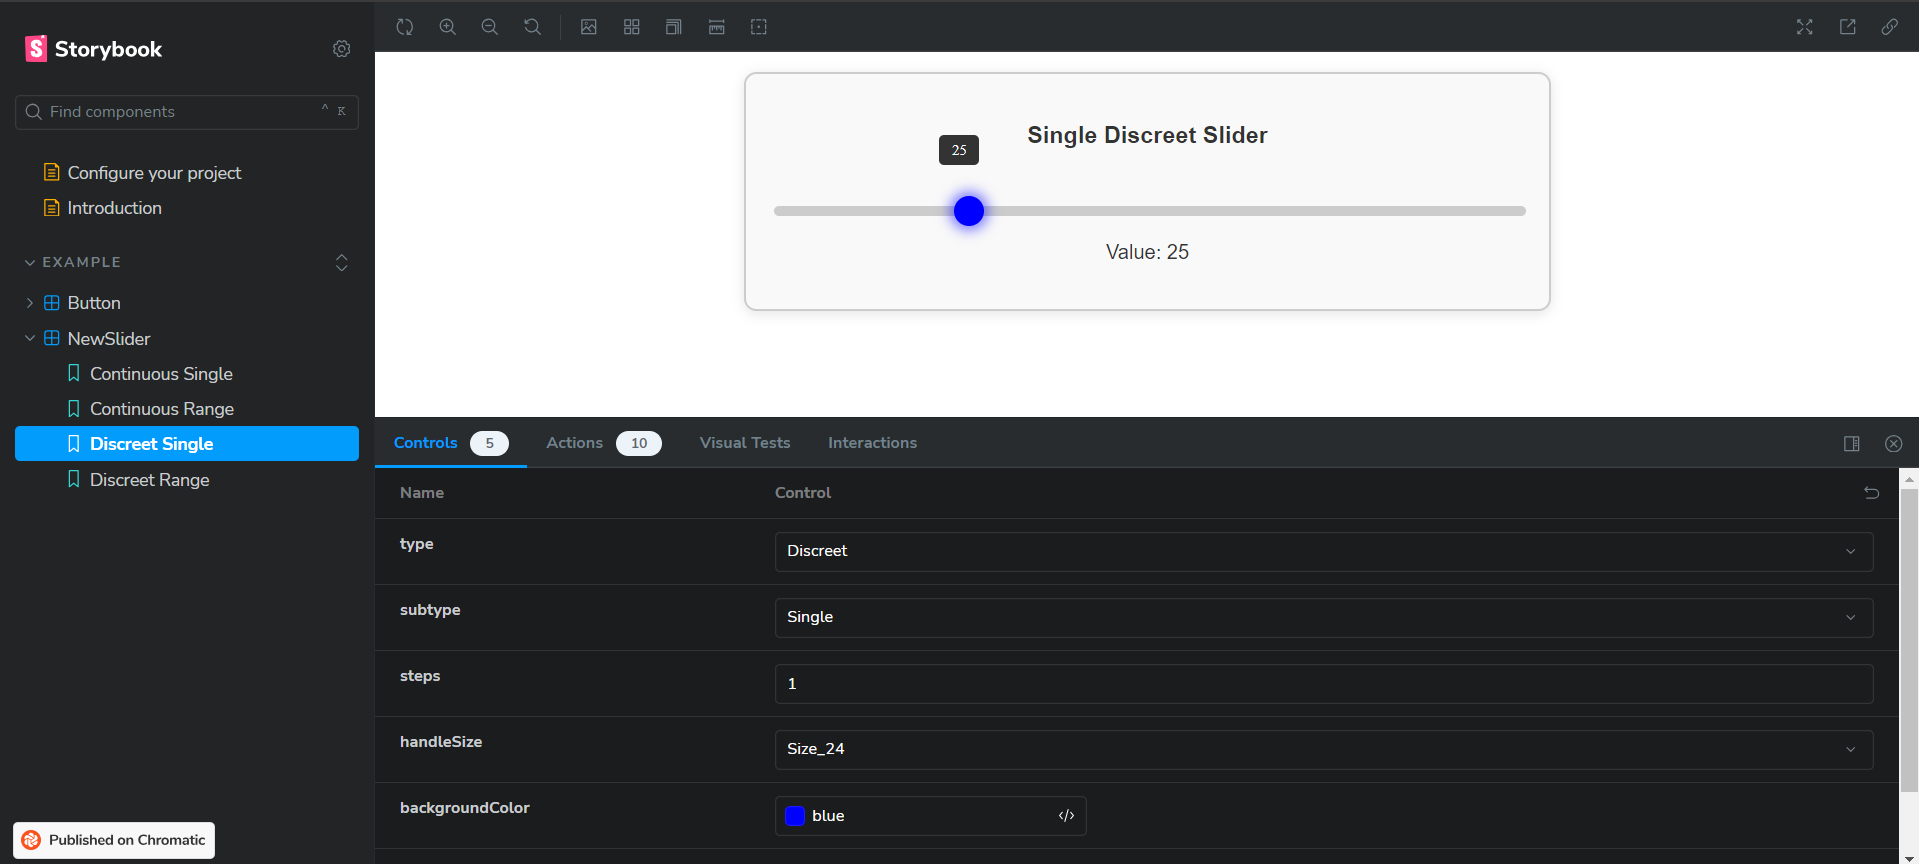 Storybook
Find components ^ K
Configure your project
Introduction
EXAMPLE
Button
NewSlider
Continuous Single
Continuous Range
Discreet Single
Discreet Range
Published on Chromatic
Single Discreet Slider
25
Value: 25
Controls 5 Actions 10 Visual Tests Interactions
Name Control
type Discreet
subtype Single
steps 1
handleSize Size_24
backgroundColor blue